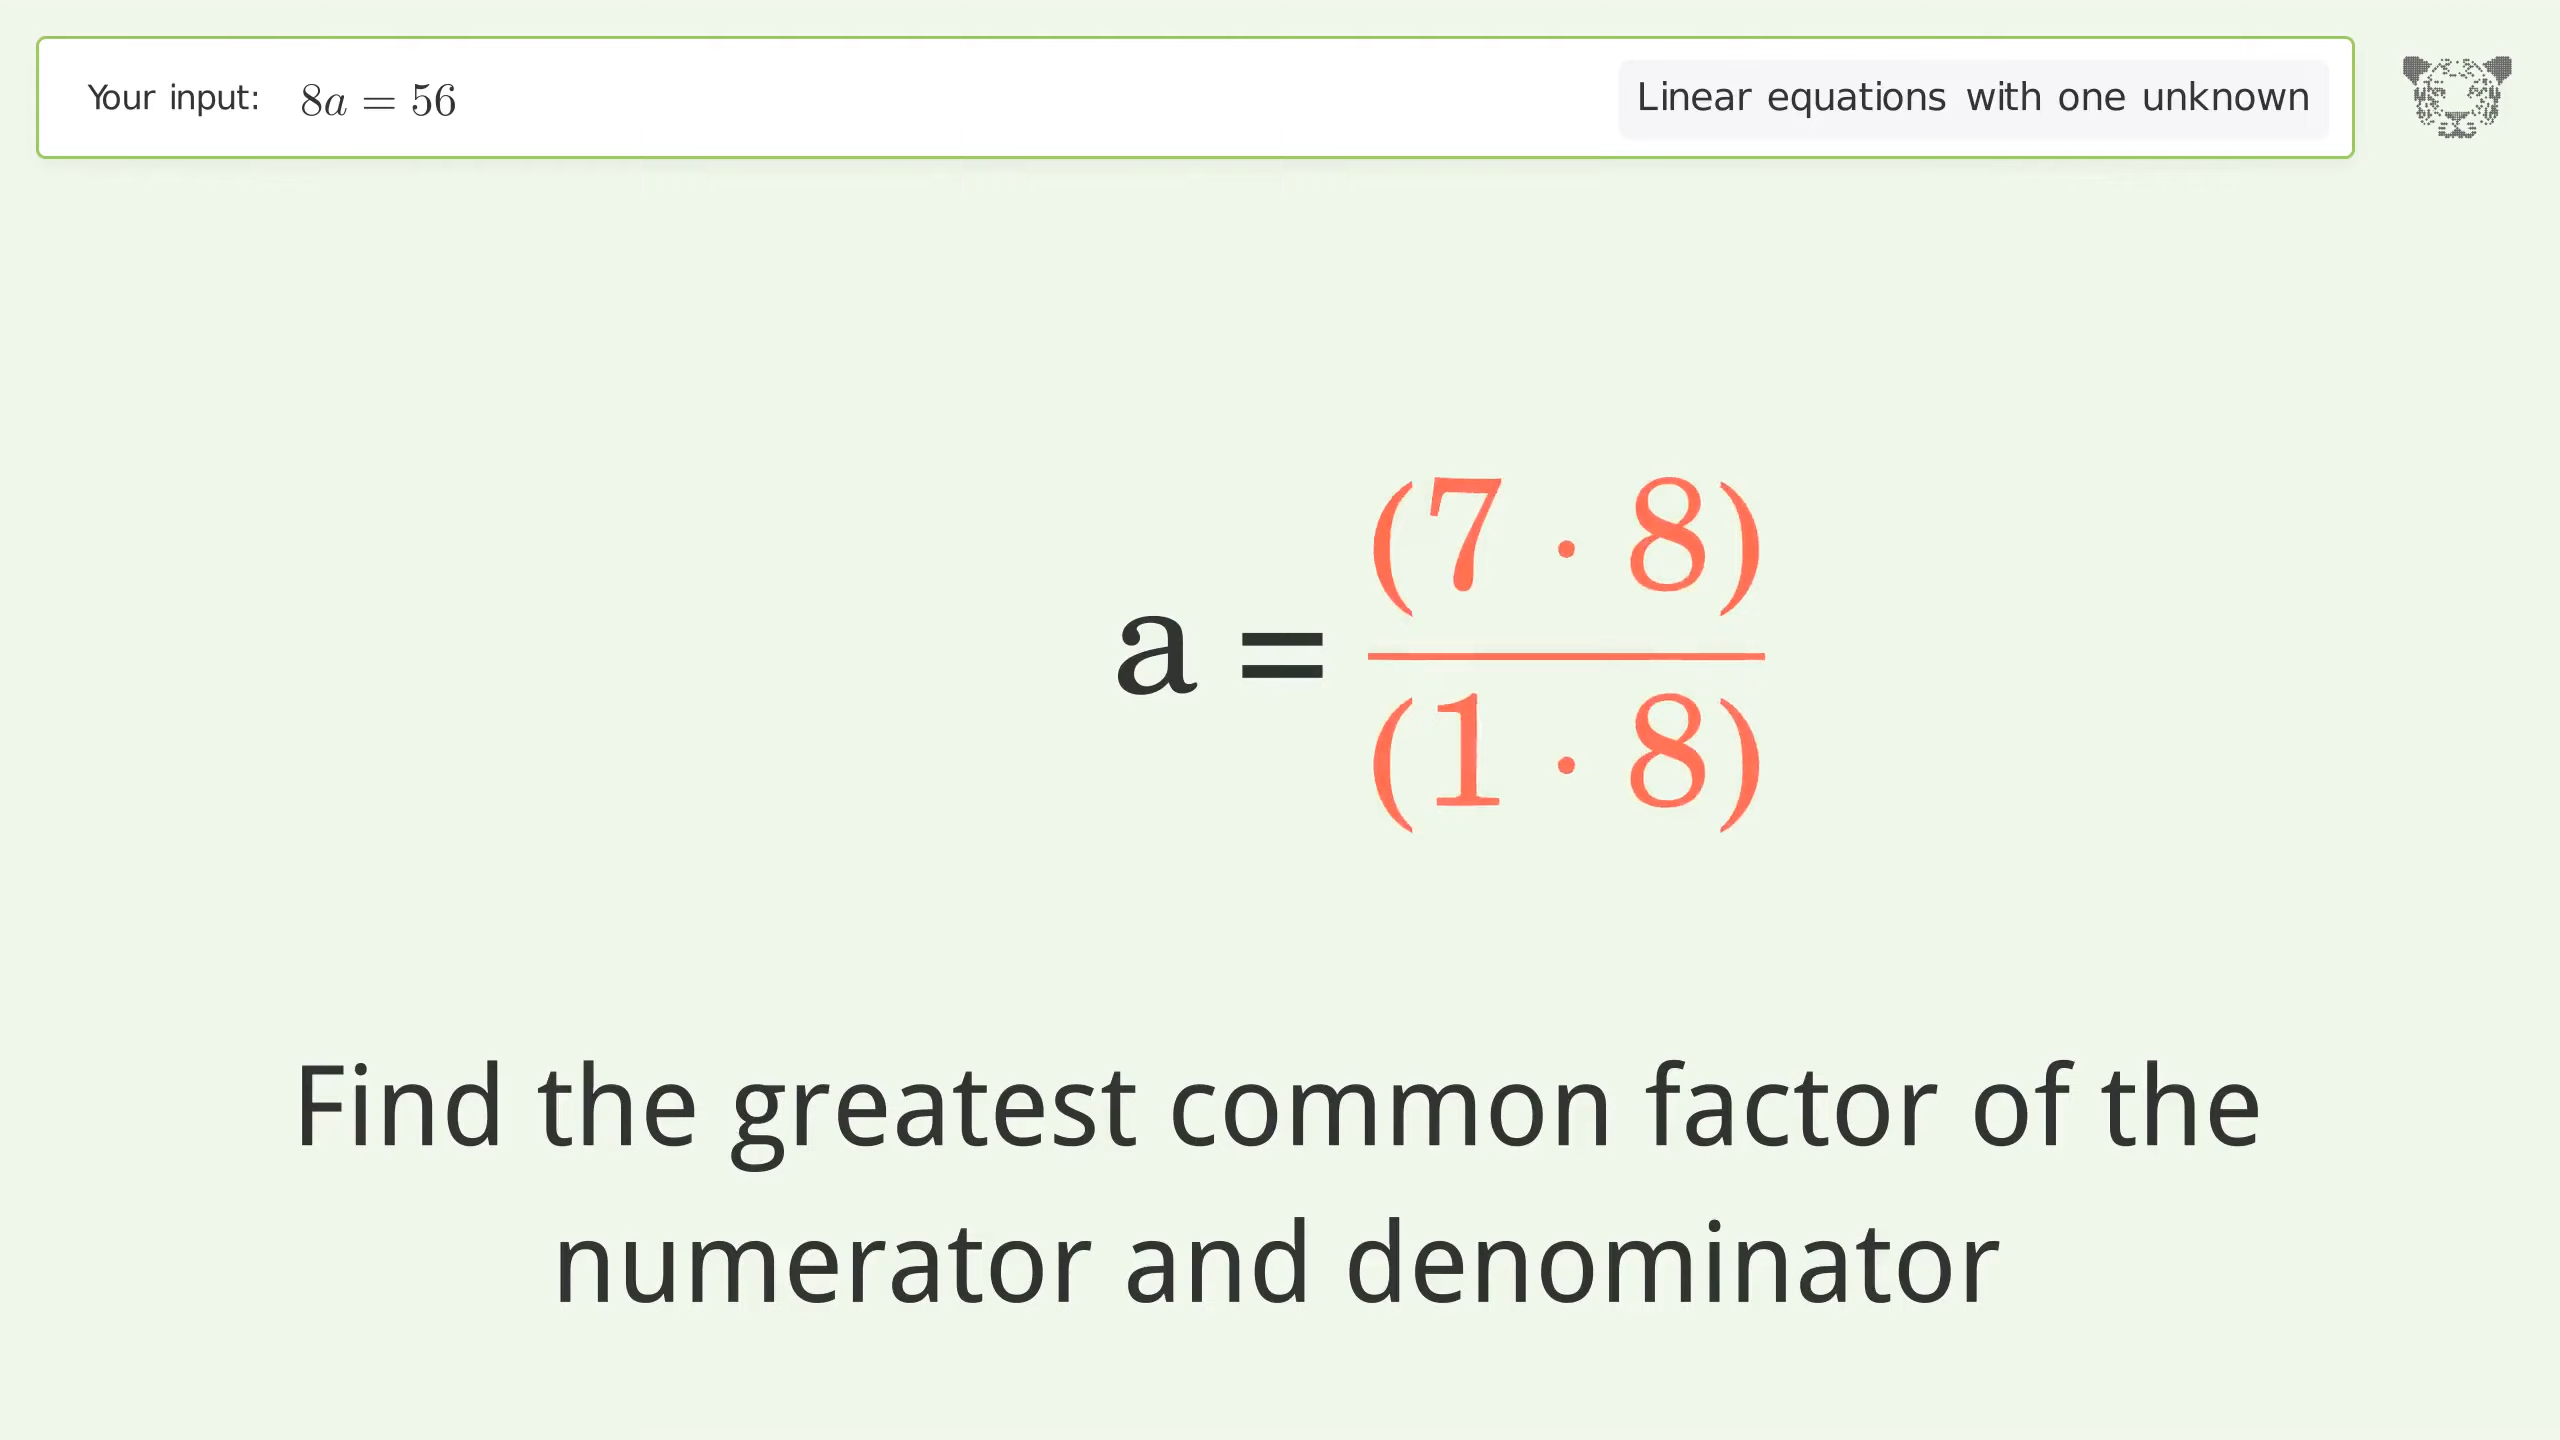 Your input: 8a = 56
Linear equations with one unknown
a = (7 · 8) / (1 · 8)
Find the greatest common factor of the
numerator and denominator